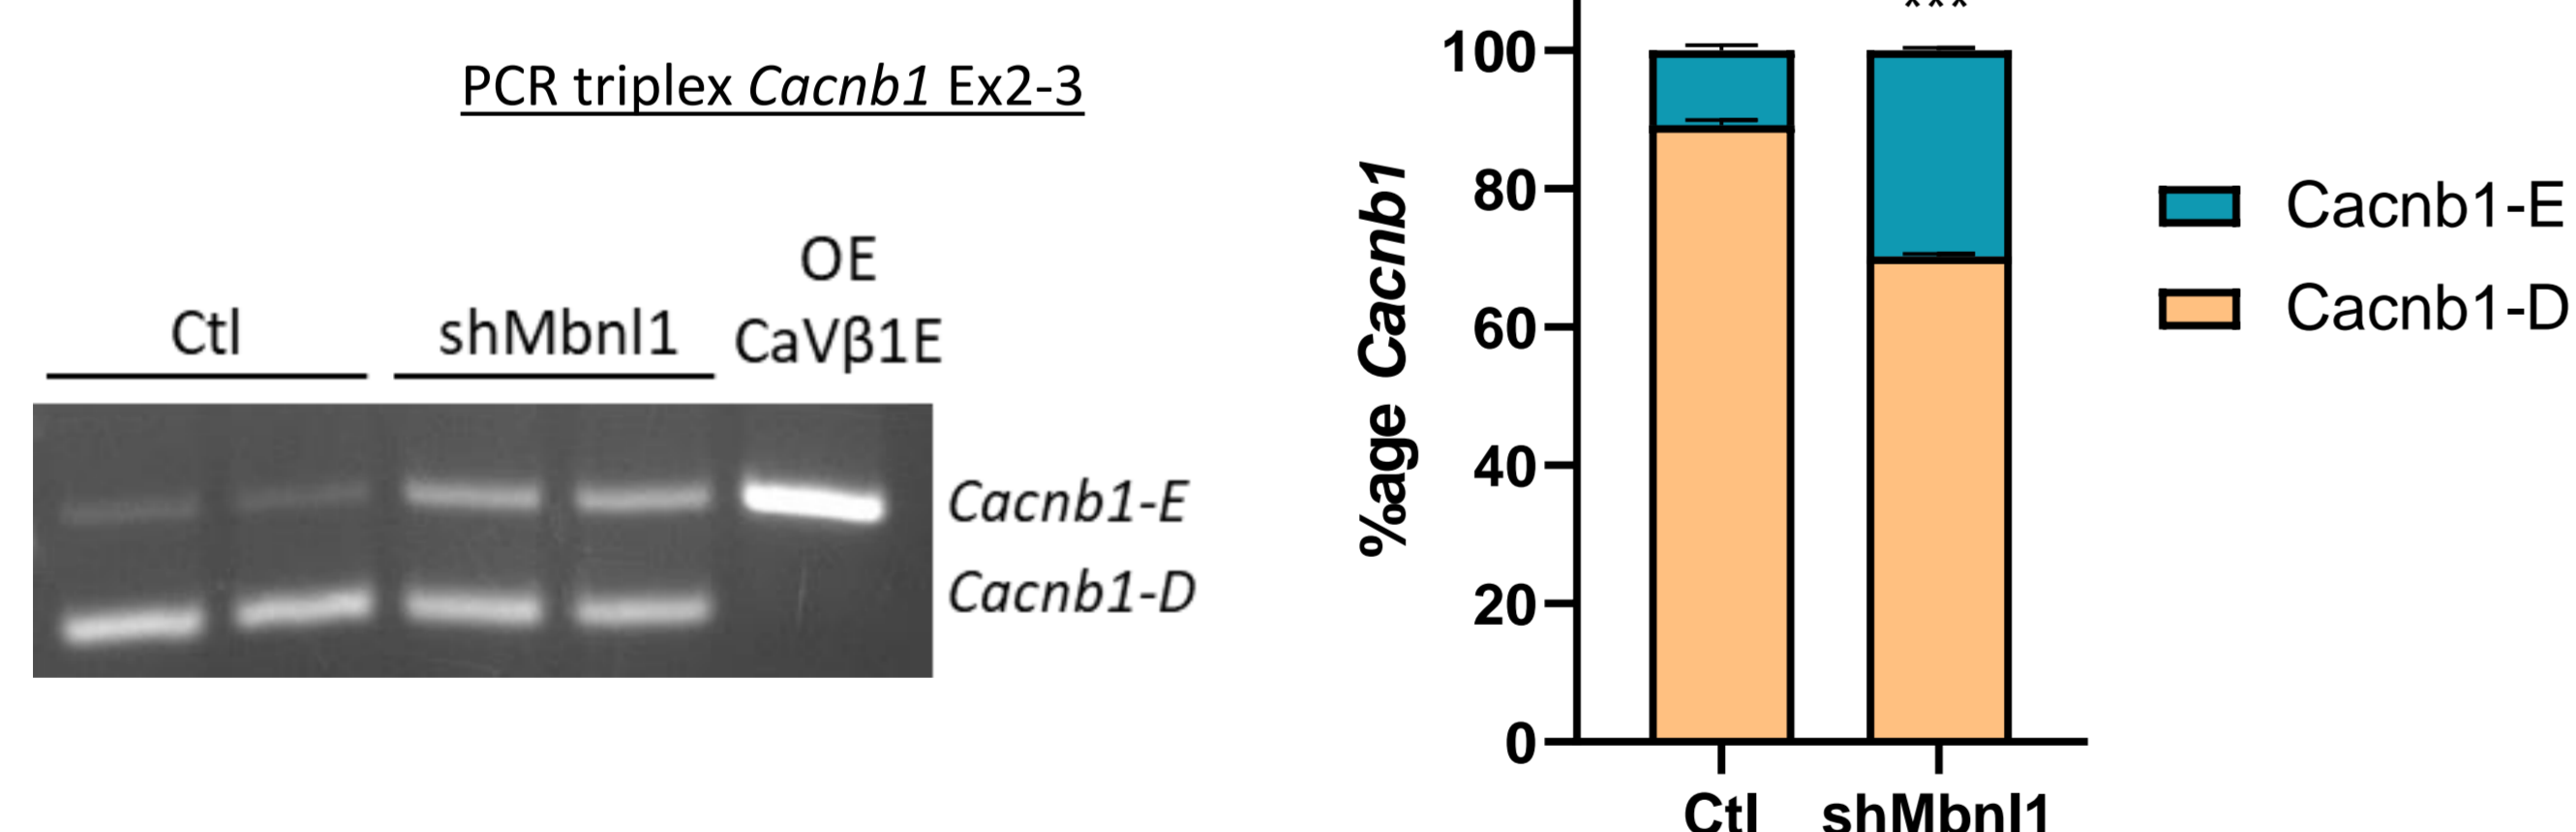 PCR triplex Cacnb1 Ex2-3
Ctl
shMbnl1
OE
CaVβ1E
Cacnb1-E
Cacnb1-D
%age Cacnb1
***
100
80
60
40
20
0
Ctl
shMbnl1
Cacnb1-E
Cacnb1-D